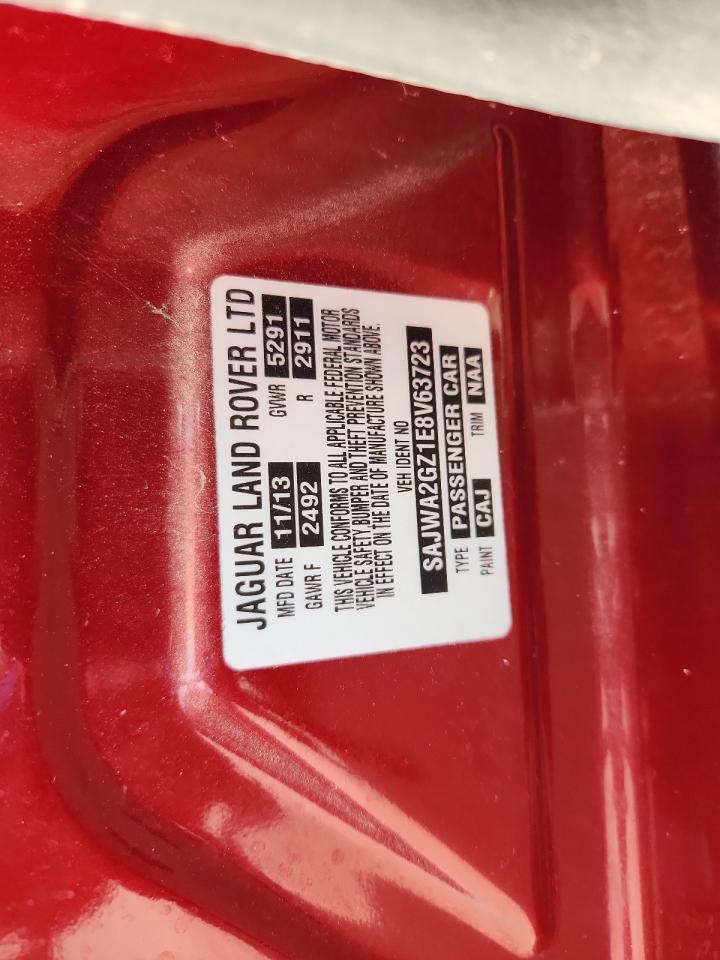 JAGUAR LAND ROVER LTD
MFD DATE 11/13 GVWR 5291
GAWR F 2492 R 2911
THIS VEHICLE CONFORMS TO ALL APPLICABLE FEDERAL MOTOR
VEHICLE SAFETY, BUMPER AND THEFT PREVENTION STANDARDS
IN EFFECT ON THE DATE OF MANUFACTURE SHOWN ABOVE.
VEH IDENT NO
SAJWA2GZ1E8V63723
TYPE PASSENGER CAR
PAINT CAJ TRIM NAA